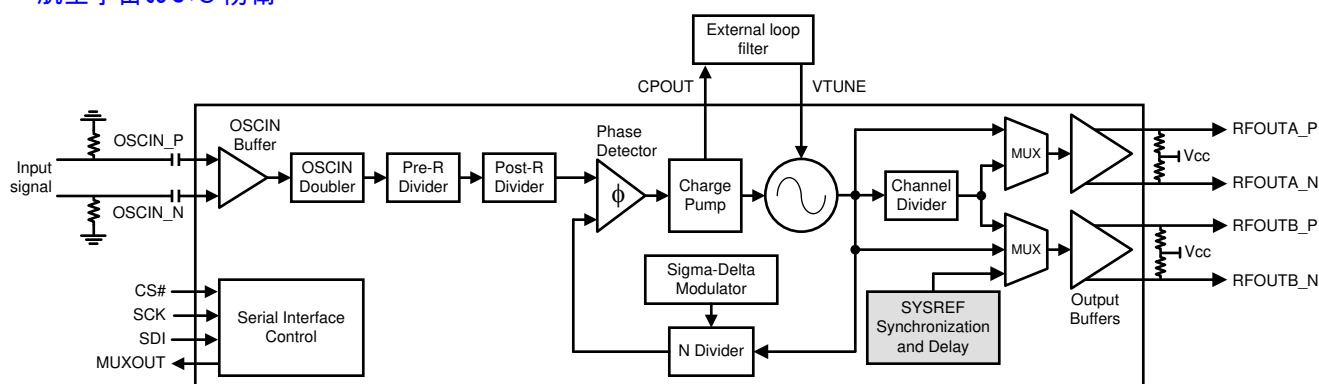 External loop
filter
CPOUT
VTUNE
OSCIN_P
OSCIN
Buffer
Input
signal
OSCIN_N
OSCIN
Doubler
Pre-R
Divider
Post-R
Divider
Phase
Detector
ϕ
Charge
Pump
Channel
Divider
MUX
RFOUTA_P
Vcc
RFOUTA_N
MUX
RFOUTB_P
Vcc
RFOUTB_N
Output
Buffers
Sigma-Delta
Modulator
N Divider
SYSREF
Synchronization
and Delay
CS#
SCK
SDI
MUXOUT
Serial Interface
Control